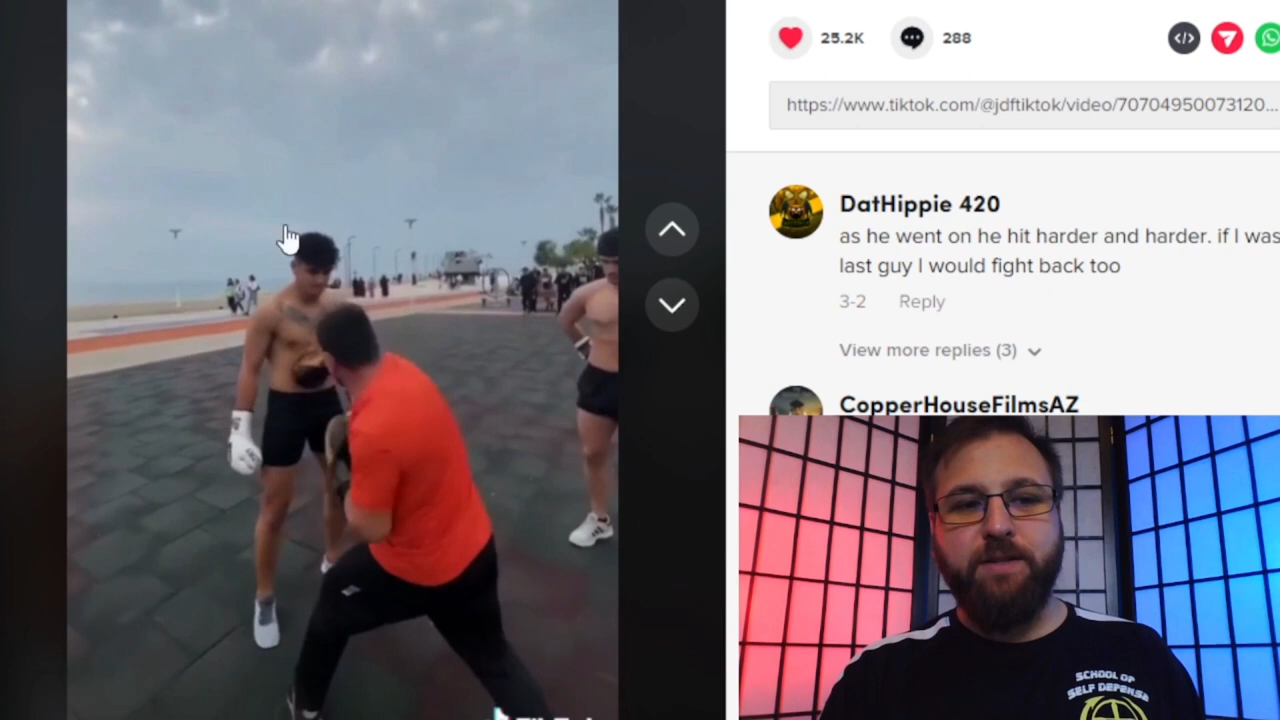 25.2K
288
https://www.tiktok.com/@jdftiktok/video/70704950073120...
DatHippie 420
as he went on he hit harder and harder. if I was
last guy I would fight back too
3-2 Reply
View more replies (3)
CopperHouseFilmsAZ
SCHOOL OF
SELF DEFENSE